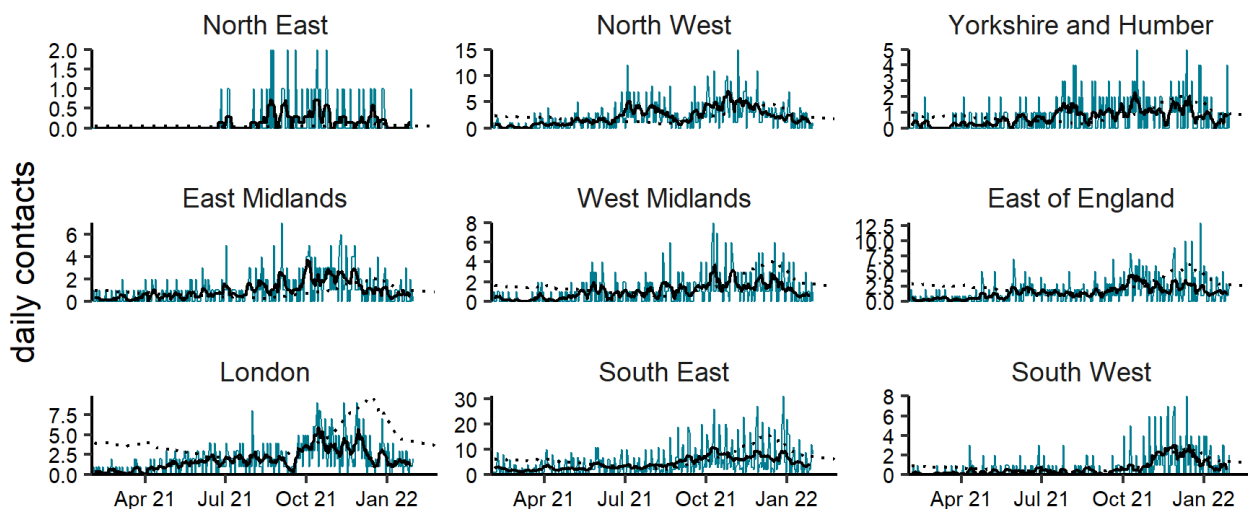 North East North West Yorkshire and Humber
2.0 1.5 1.0 0.5 0.0
15 10 5 0
5 4 3 2 1 0
East Midlands West Midlands East of England
6 4 2 0
8 6 4 2 0
12.5 10.0 7.5 5.0 2.5 0.0
daily contacts
London South East South West
7.5 5.0 2.5 0.0
30 20 10 0
8 6 4 2 0
Apr 21 Jul 21 Oct 21 Jan 22 Apr 21 Jul 21 Oct 21 Jan 22 Apr 21 Jul 21 Oct 21 Jan 22